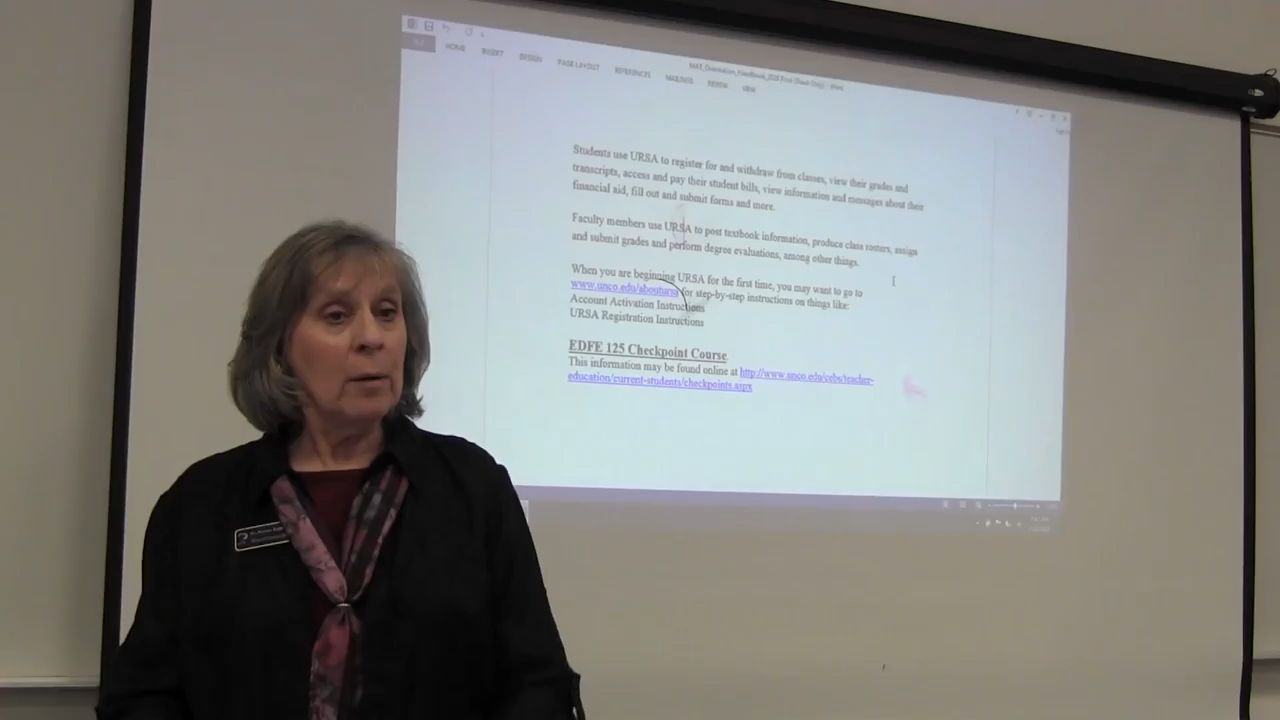 HOME INSERT DESIGN PAGE LAYOUT REFERENCES MAILINGS REVIEW VIEW
Students use URSA to register for and withdraw from classes, view their grades and
transcripts, access and pay their student bills, view information and messages about their
financial aid, fill out and submit forms and more.
Faculty members use URSA to post textbook information, produce class rosters, assign
and submit grades and perform degree evaluations, among other things.
When you are beginning URSA for the first time, you may want to go to
www.unco.edu/aboutursa for step-by-step instructions on things like:
Account Activation Instructions
URSA Registration Instructions
EDFE 125 Checkpoint Course
This information may be found online at http://www.unco.edu/cebs/teacher-
education/current-students/checkpoints.aspx